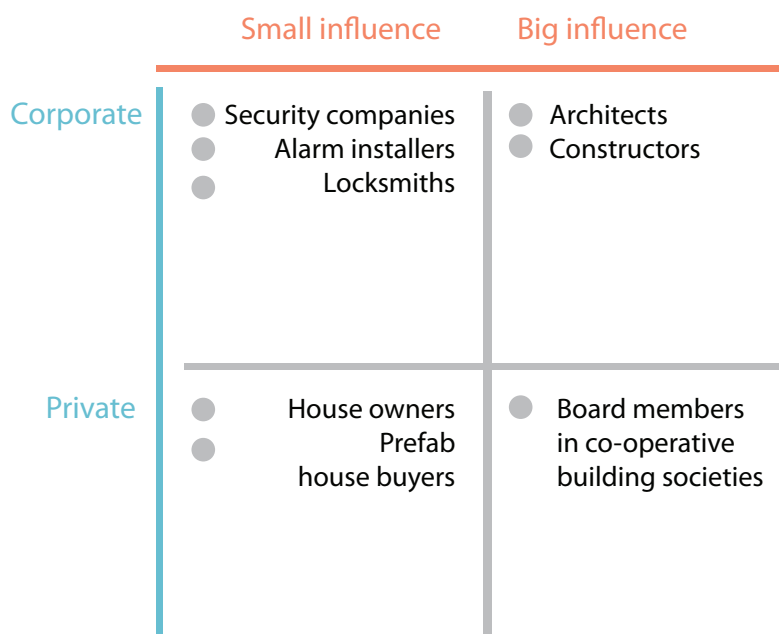 Small influence
Big influence
Corporate
Security companies
Alarm installers
Locksmiths
Architects
Constructors
Private
House owners
Prefab
house buyers
Board members
in co-operative
building societies